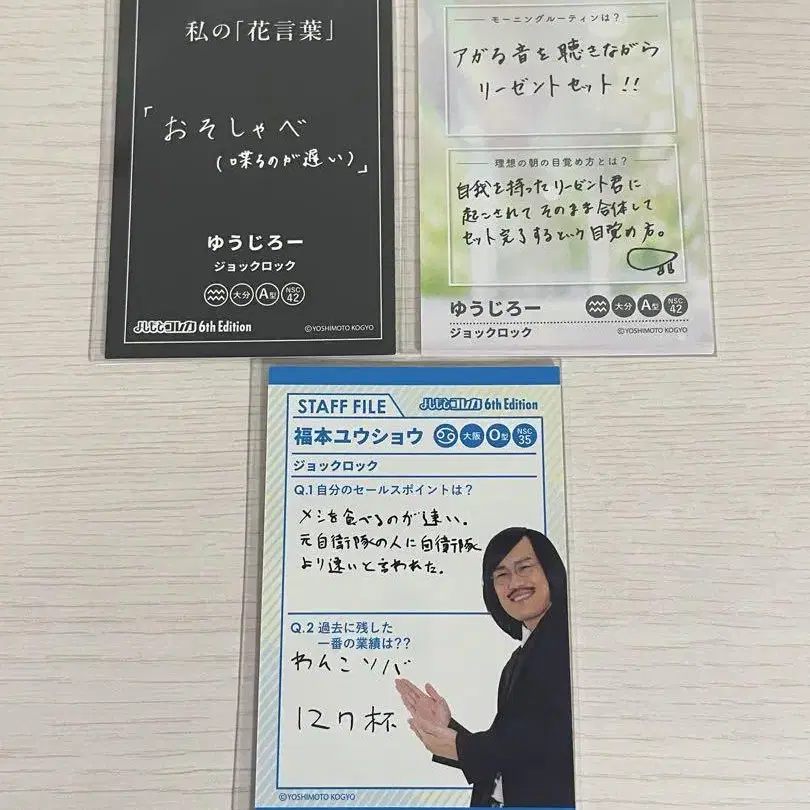 私の「花言葉」
「おそしゃべ
(喋るのが遅い)」
ゆうじろー
ジョックロック
大分 A型 NSC 42
よしもとコレカ 6th Edition
©YOSHIMOTO KOGYO
モーニングルーティンは?
アガる音を聴きながら
リーゼントセット!!
理想の朝の目覚め方とは?
自我を持ったリーゼント君に
起こされてそのまま合体して
セット完了するという目覚め方。
ゆうじろー
大分 A型 NSC 42
ジョックロック
©YOSHIMOTO KOGYO
STAFF FILE
よしもとコレカ 6th Edition
福本ユウショウ
大阪 O型 NSC 35
ジョックロック
Q.1 自分のセールスポイントは?
メシを食べるのが速い。
元自衛隊の人に自衛隊
より速いと言われた。
Q.2 過去に残した
一番の業績は??
わんこソバ
127杯
©YOSHIMOTO KOGYO